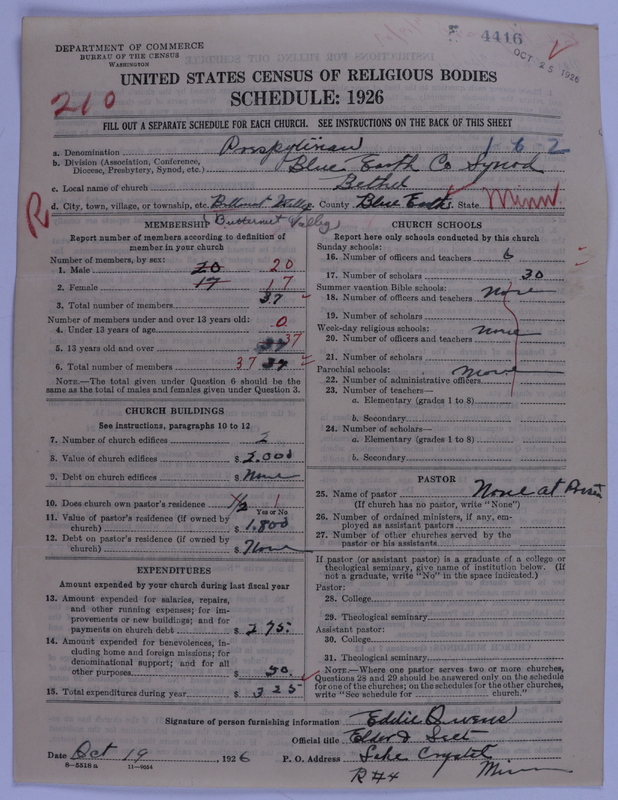 4416
OCT 25 1926
DEPARTMENT OF COMMERCE
BUREAU OF THE CENSUS
WASHINGTON
UNITED STATES CENSUS OF RELIGIOUS BODIES
210
SCHEDULE: 1926
FILL OUT A SEPARATE SCHEDULE FOR EACH CHURCH. SEE INSTRUCTIONS ON THE BACK OF THIS SHEET
a. Denomination Prespyterian 162
b. Division (Association, Conference, Diocese, Presbytery, Synod, etc.) Blue Earth Co Synod
c. Local name of church Bethel
d. City, town, village, or township, etc. Valley County Blue Earth State Minn.
R
Butternut Valley
MEMBERSHIP
Report number of members according to definition of
member in your church
Number of members, by sex:
1. Male 20 20
2. Female 17 17
3. Total number of members 37
Number of members under and over 13 years old:
4. Under 13 years of age 0
5. 13 years old and over 37 37
6. Total number of members 37 37
NOTE.—The total given under Question 6 should be the
same as the total of males and females given under Question 3.
CHURCH BUILDINGS
See instructions, paragraphs 10 to 12
7. Number of church edifices
8. Value of church edifices $ 2,000
9. Debt on church edifices $ None
10. Does church own pastor's residence 1/2 1
Yes or No
11. Value of pastor's residence (if owned by
church) $ 1,800
12. Debt on pastor's residence (if owned by
church) $ None
EXPENDITURES
Amount expended by your church during last fiscal year
13. Amount expended for salaries, repairs,
and other running expenses; for im-
provements or new buildings; and for
payments on church debt $ 275.
14. Amount expended for benevolences, in-
cluding home and foreign missions; for
denominational support; and for all
other purposes $ 50.
15. Total expenditures during year $ 325
CHURCH SCHOOLS
Report here only schools conducted by this church
Sunday schools:
16. Number of officers and teachers 6
17. Number of scholars 30
Summer vacation Bible schools:
18. Number of officers and teachers None
19. Number of scholars
Week-day religious schools:
20. Number of officers and teachers None
21. Number of scholars
Parochial schools:
22. Number of administrative officers None
23. Number of teachers—
a. Elementary (grades 1 to 8)
b. Secondary
24. Number of scholars—
a. Elementary (grades 1 to 8)
b. Secondary
PASTOR
25. Name of pastor None at
(If church has no pastor, write "None")
26. Number of ordained ministers, if any, em-
ployed as assistant pastors
27. Number of other churches served by the
pastor or his assistants
If pastor (or assistant pastor) is a graduate of a college or
theological seminary, give name of institution below. (If
not a graduate, write "No" in the space indicated.)
Pastor:
28. College
29. Theological seminary
Assistant pastor:
30. College
31. Theological seminary
NOTE.—Where one pastor serves two or more churches,
Questions 28 and 29 should be answered only on the schedule
for one of the churches; on the schedules for the other churches,
write "See schedule for church."
Signature of person furnishing information Eddie Owens
Official title Elder & Sect
Date Oct 19 1926 P. O. Address Lake Crystal
8—5518 a 11—9054
R #4 Minn